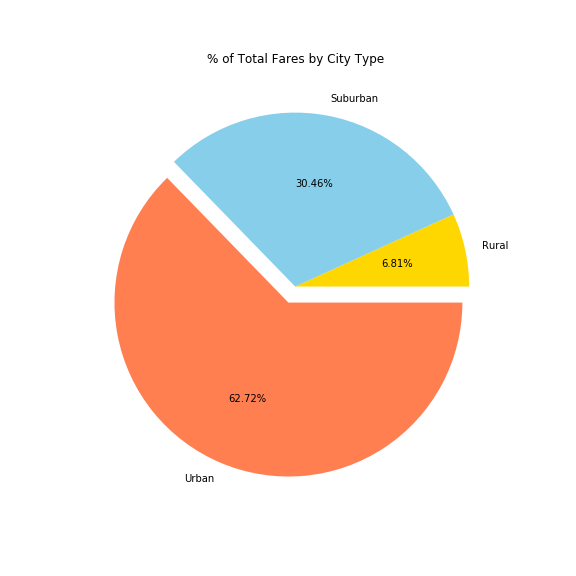 % of Total Fares by City Type
Suburban
30.46%
Rural
6.81%
62.72%
Urban